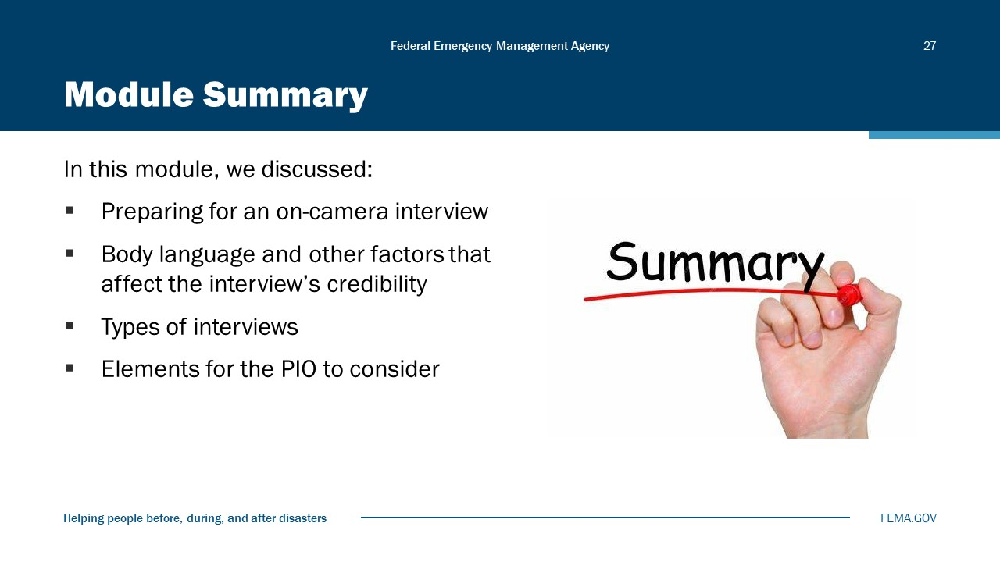 Federal Emergency Management Agency
27
Module Summary
In this module, we discussed:
▪ Preparing for an on-camera interview
▪ Body language and other factors that
affect the interview’s credibility
▪ Types of interviews
▪ Elements for the PIO to consider
Summary
Helping people before, during, and after disasters
FEMA.GOV